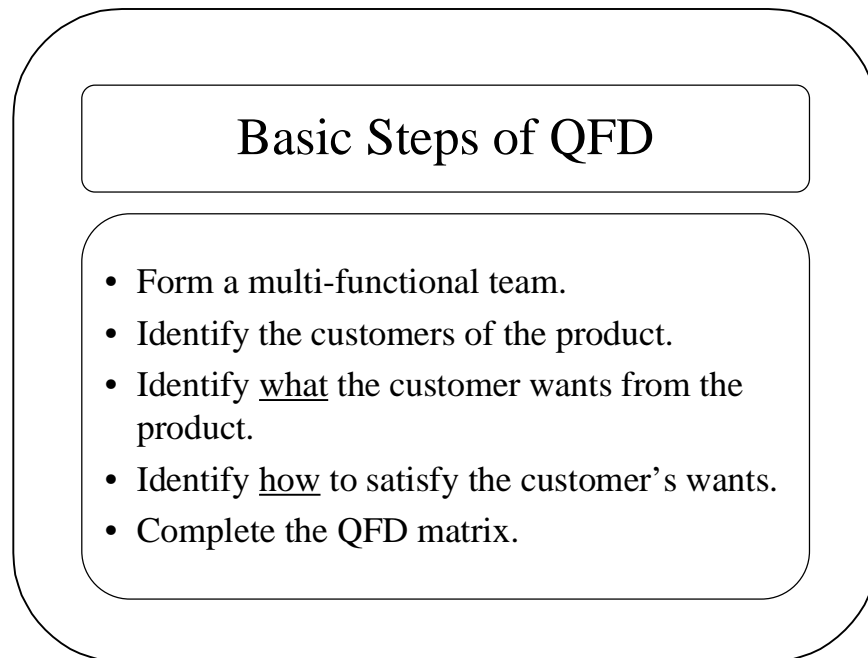 Basic Steps of QFD
• Form a multi-functional team.
• Identify the customers of the product.
• Identify what the customer wants from the
product.
• Identify how to satisfy the customer’s wants.
• Complete the QFD matrix.